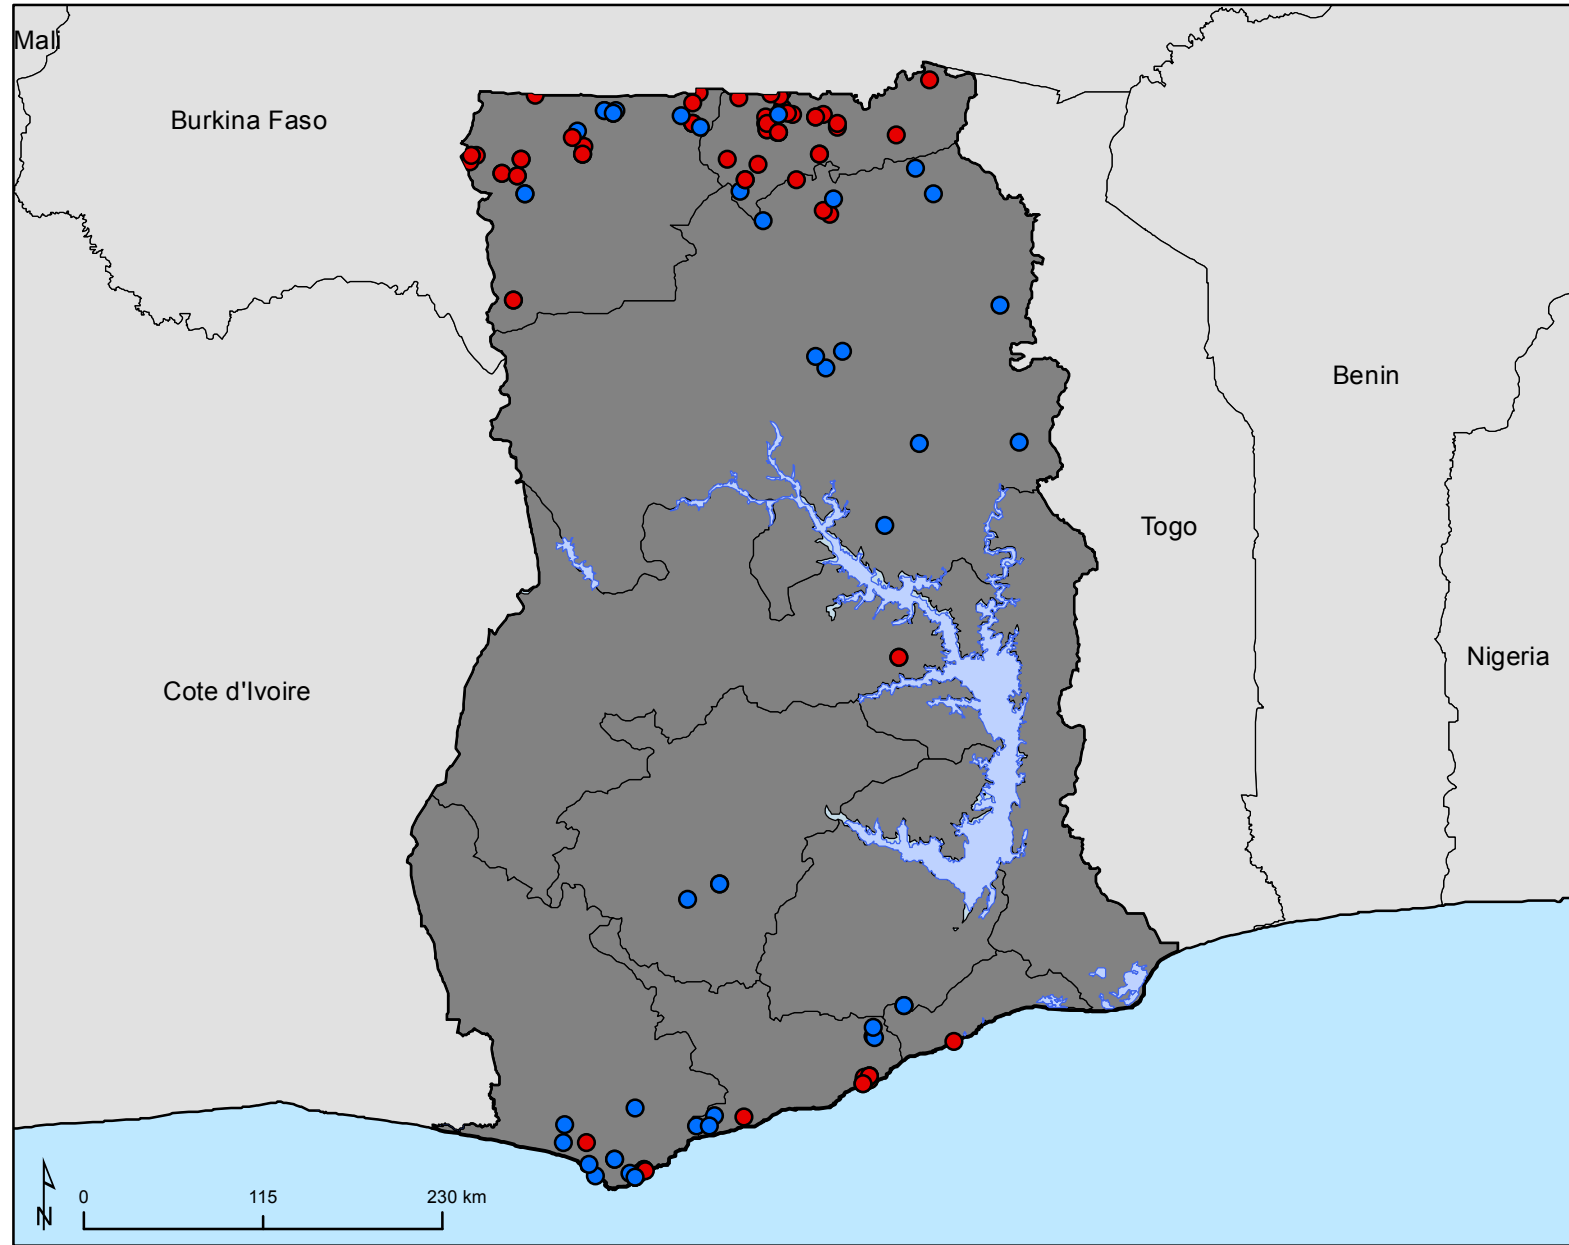 Mali
Burkina Faso
Benin
Togo
Nigeria
Cote d'Ivoire
N
0 115 230 km